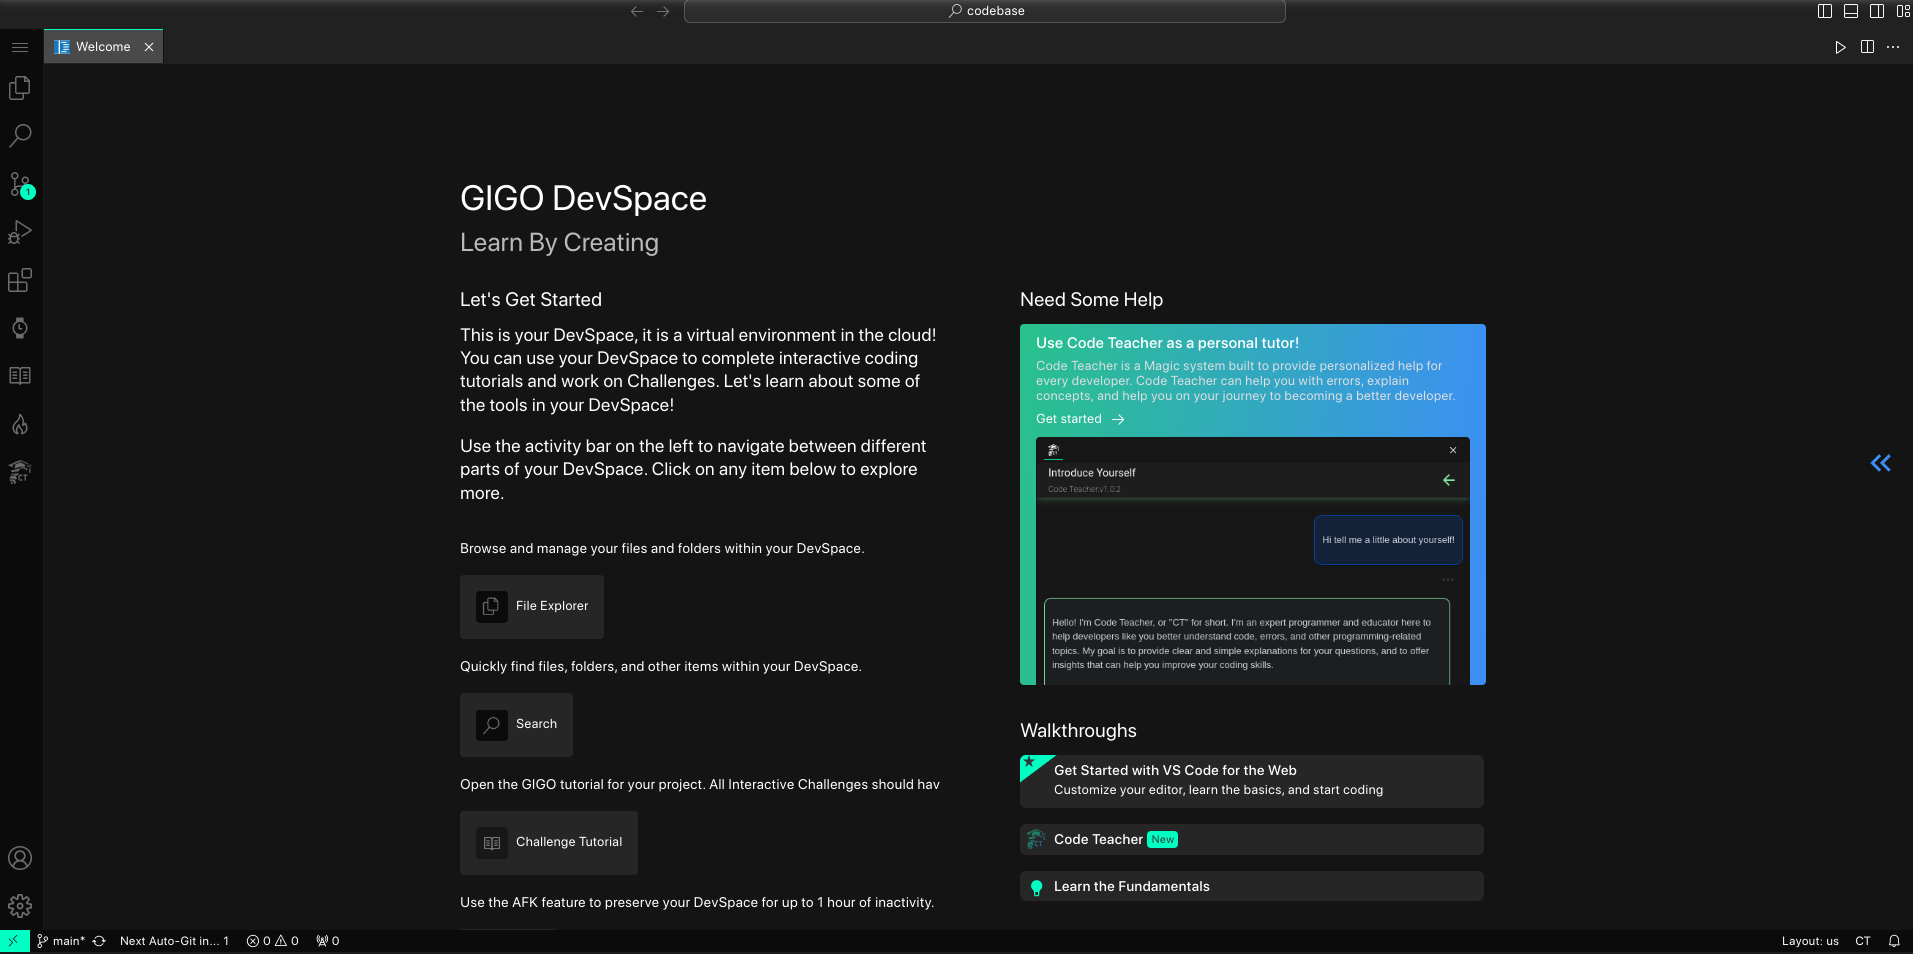 codebase
Welcome
1
GIGO DevSpace
Learn By Creating
Let's Get Started
This is your DevSpace, it is a virtual environment in the cloud!
You can use your DevSpace to complete interactive coding
tutorials and work on Challenges. Let's learn about some of
the tools in your DevSpace!
Use the activity bar on the left to navigate between different
parts of your DevSpace. Click on any item below to explore
more.
Browse and manage your files and folders within your DevSpace.
File Explorer
Quickly find files, folders, and other items within your DevSpace.
Search
Open the GIGO tutorial for your project. All Interactive Challenges should hav
Challenge Tutorial
Use the AFK feature to preserve your DevSpace for up to 1 hour of inactivity.
Need Some Help
Use Code Teacher as a personal tutor!
Code Teacher is a Magic system built to provide personalized help for
every developer. Code Teacher can help you with errors, explain
concepts, and help you on your journey to becoming a better developer.
Get started
Introduce Yourself
Code Teacher.v1.0.2
Hi tell me a little about yourself!
Hello! I'm Code Teacher, or "CT" for short. I'm an expert programmer and educator here to
help developers like you better understand code, errors, and other programming-related
topics. My goal is to provide clear and simple explanations for your questions, and to offer
insights that can help you improve your coding skills.
Walkthroughs
Get Started with VS Code for the Web
Customize your editor, learn the basics, and start coding
CT
Code Teacher New
Learn the Fundamentals
CT
main* Next Auto-Git in... 1 0 0 0
Layout: us CT